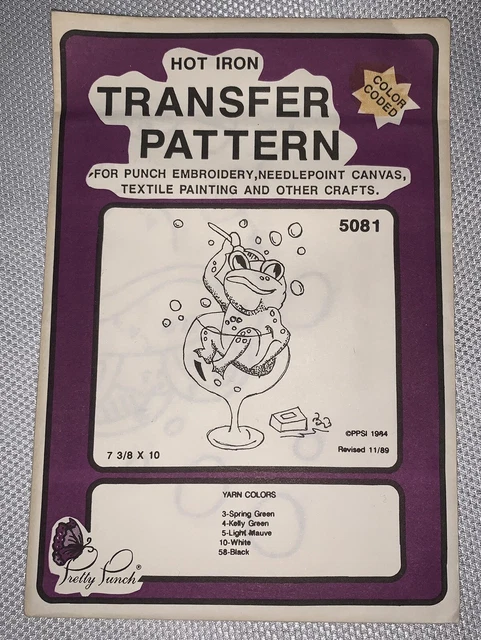 HOT IRON
TRANSFER
PATTERN
COLOR
CODED
FOR PUNCH EMBROIDERY,NEEDLEPOINT CANVAS,
TEXTILE PAINTING AND OTHER CRAFTS.
5081
©PPSI 1984
7 3/8 X 10
Revised 11/89
YARN COLORS
3-Spring Green
4-Kelly Green
5-Light Mauve
10-White
58-Black
Pretty Punch®